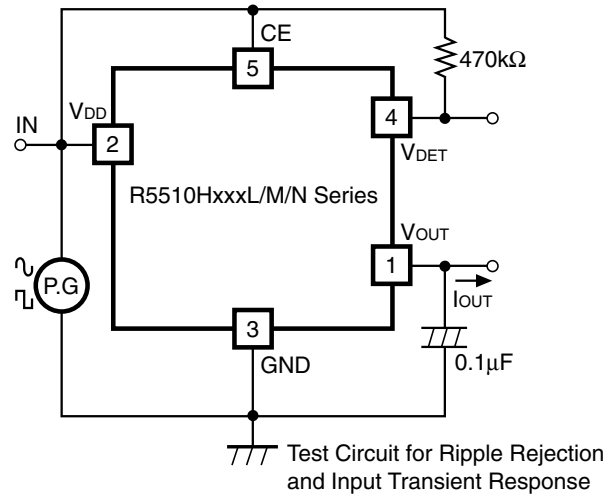 CE
5
470kΩ
IN
VDD
2
4
VDET
R5510HxxxL/M/N Series
VOUT
1
P.G
IOUT
3
GND
0.1µF
Test Circuit for Ripple Rejection
and Input Transient Response